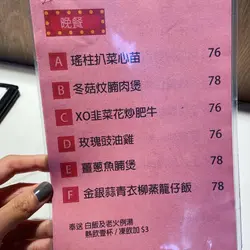 晚餐
A 瑤柱扒菜心苗 76
B 冬菇炆腩肉煲 78
C XO韭菜花炒肥牛 76
D 玫瑰豉油雞 76
E 薑蔥魚腩煲 78
F 金銀蒜青衣柳蒸龍仔飯 78
奉送 白飯及老火例湯
熱飲壹杯 / 凍飲加 $3